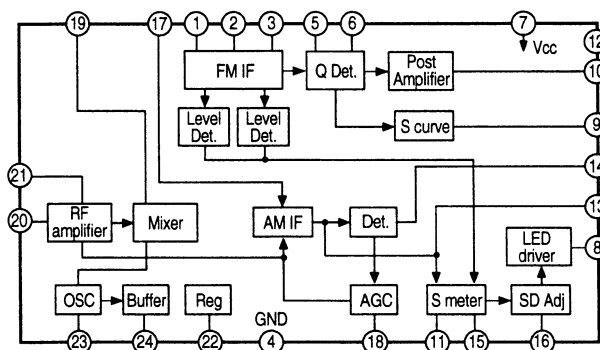 19
17
1
2
3
5
6
7
12
Vcc
FM IF
Q Det.
Post
Amplifier
10
Level
Det.
Level
Det.
S curve
9
14
21
20
RF
amplifier
Mixer
AM IF
Det.
13
LED
driver
8
OSC
Buffer
Reg
GND
AGC
S meter
SD Adj
23
24
22
4
18
11
15
16